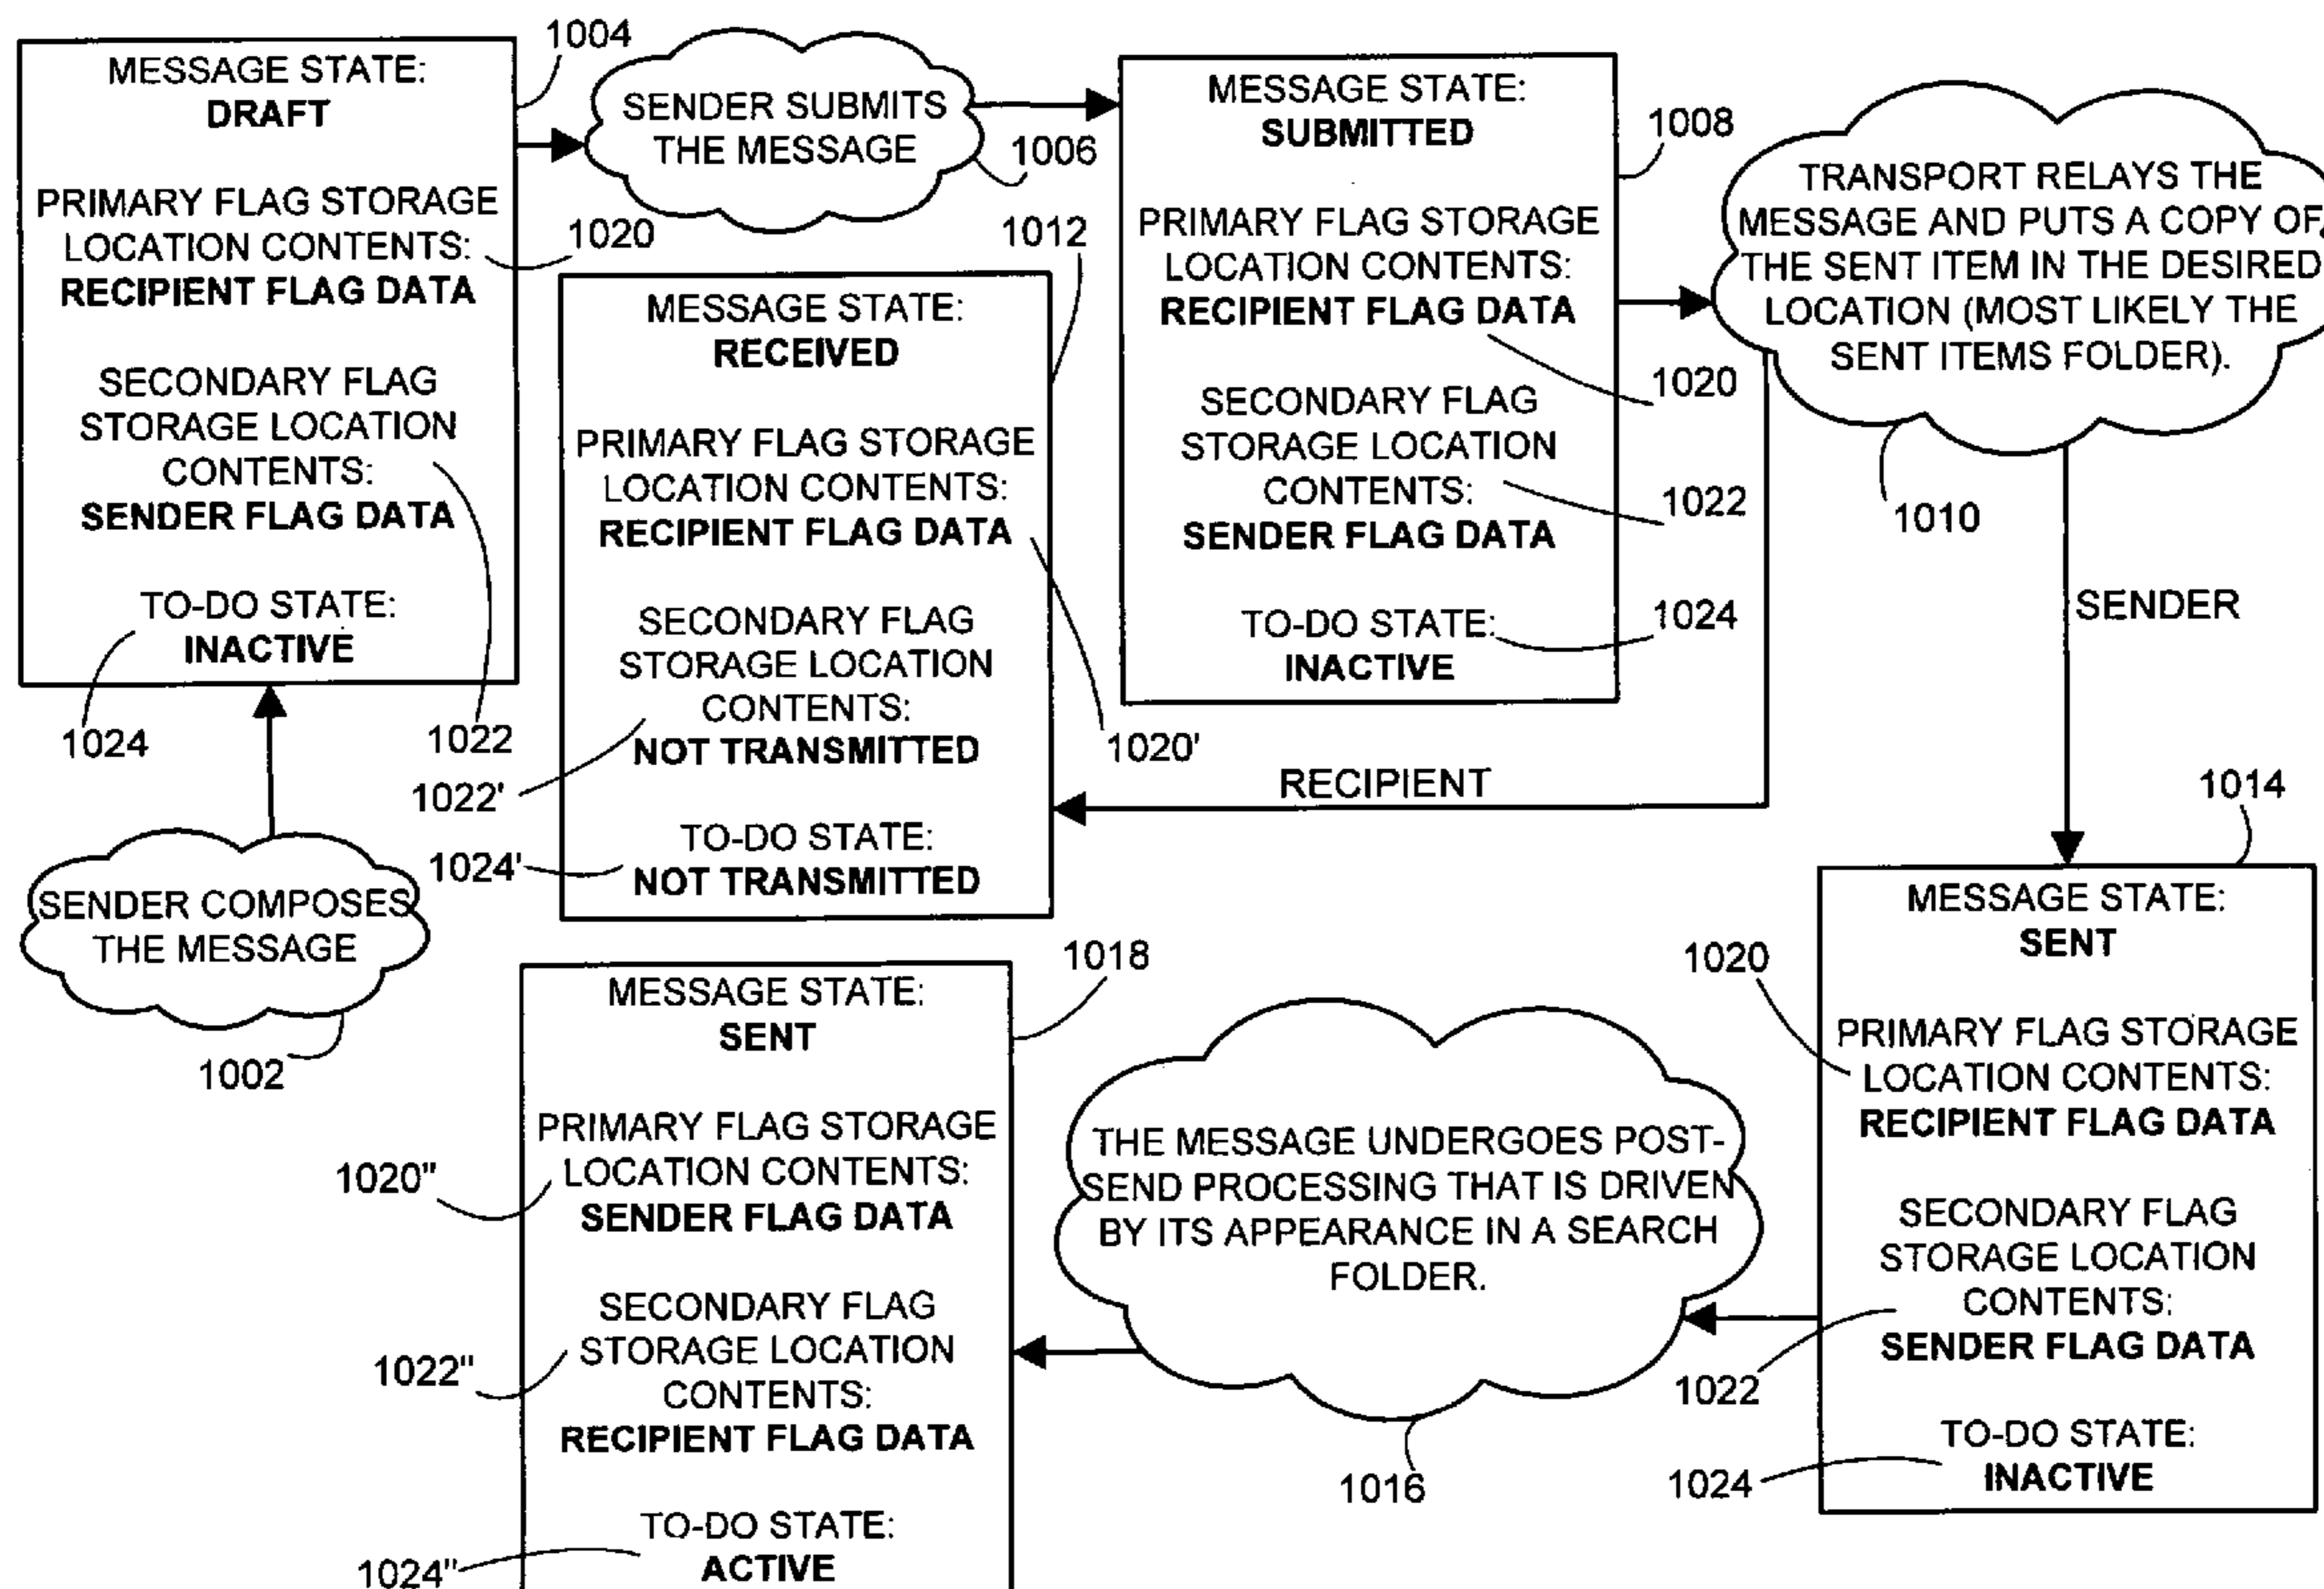 1004
MESSAGE STATE:
DRAFT
PRIMARY FLAG STORAGE
LOCATION CONTENTS:
RECIPIENT FLAG DATA
1020
SECONDARY FLAG
STORAGE LOCATION
CONTENTS:
SENDER FLAG DATA
TO-DO STATE:
INACTIVE
1024
1022
SENDER COMPOSES
THE MESSAGE
1002
SENDER SUBMITS
THE MESSAGE
1006
MESSAGE STATE:
SUBMITTED
1008
PRIMARY FLAG STORAGE
LOCATION CONTENTS:
RECIPIENT FLAG DATA
1020
SECONDARY FLAG
STORAGE LOCATION
CONTENTS:
1022
SENDER FLAG DATA
TO-DO STATE:
1024
INACTIVE
TRANSPORT RELAYS THE
MESSAGE AND PUTS A COPY OF
THE SENT ITEM IN THE DESIRED
LOCATION (MOST LIKELY THE
SENT ITEMS FOLDER).
1010
SENDER
RECIPIENT
1012
MESSAGE STATE:
RECEIVED
PRIMARY FLAG STORAGE
LOCATION CONTENTS:
RECIPIENT FLAG DATA
SECONDARY FLAG
STORAGE LOCATION
CONTENTS:
NOT TRANSMITTED
1020'
1022'
TO-DO STATE:
1024'
NOT TRANSMITTED
1014
MESSAGE STATE:
SENT
1020
PRIMARY FLAG STORAGE
LOCATION CONTENTS:
RECIPIENT FLAG DATA
SECONDARY FLAG
STORAGE LOCATION
CONTENTS:
SENDER FLAG DATA
1022
TO-DO STATE:
1024
INACTIVE
THE MESSAGE UNDERGOES POST-
SEND PROCESSING THAT IS DRIVEN
BY ITS APPEARANCE IN A SEARCH
FOLDER.
1016
1018
MESSAGE STATE:
SENT
PRIMARY FLAG STORAGE
LOCATION CONTENTS:
1020"
SENDER FLAG DATA
SECONDARY FLAG
STORAGE LOCATION
1022"
CONTENTS:
RECIPIENT FLAG DATA
TO-DO STATE:
1024"
ACTIVE